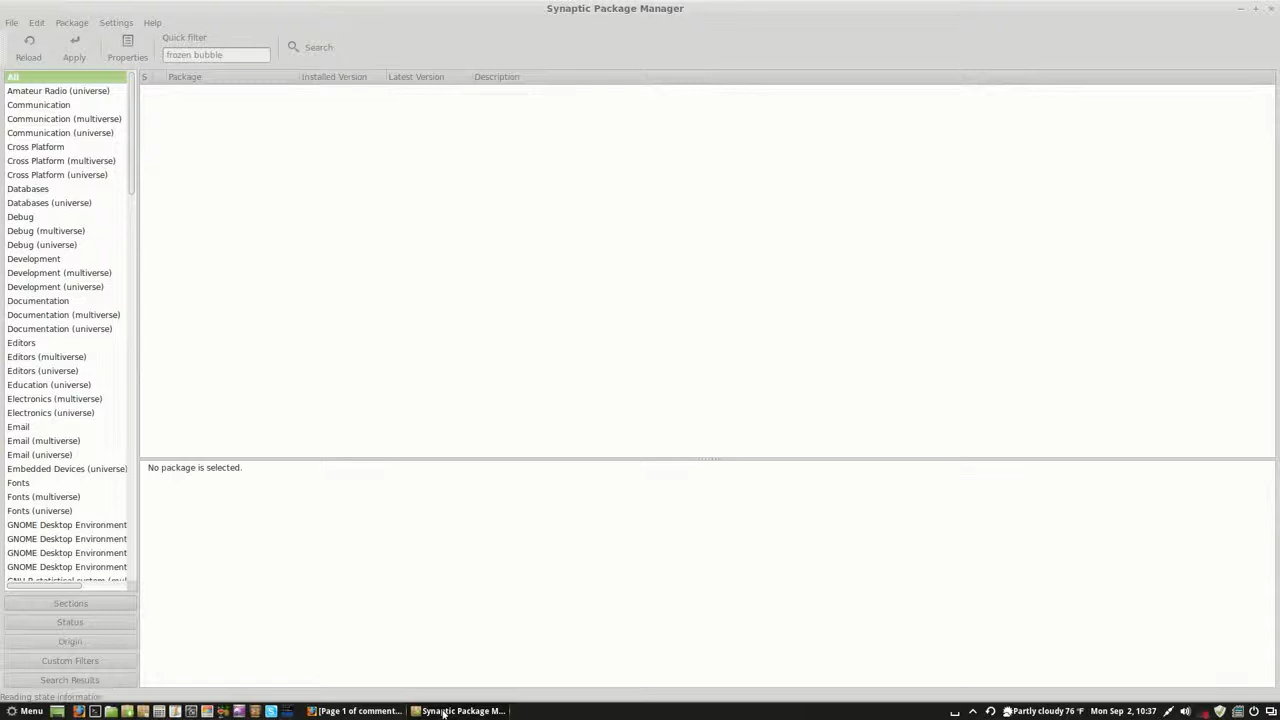 Synaptic Package Manager
File Edit Package Settings Help
Quick filter
Reload Apply Properties frozen bubble Search
All
S Package Installed Version Latest Version Description
Amateur Radio (universe)
Communication
Communication (multiverse)
Communication (universe)
Cross Platform
Cross Platform (multiverse)
Cross Platform (universe)
Databases
Databases (universe)
Debug
Debug (multiverse)
Debug (universe)
Development
Development (multiverse)
Development (universe)
Documentation
Documentation (multiverse)
Documentation (universe)
Editors
Editors (multiverse)
Editors (universe)
Education (universe)
Electronics (multiverse)
Electronics (universe)
Email
Email (multiverse)
Email (universe)
Embedded Devices (universe)
Fonts
Fonts (multiverse)
Fonts (universe)
GNOME Desktop Environment
GNOME Desktop Environment
GNOME Desktop Environment
GNOME Desktop Environment
GNU R statistical system (mul
No package is selected.
Sections
Status
Origin
Custom Filters
Search Results
Reading state information
Menu [Page 1 of comment... Synaptic Package M... Partly cloudy 76 °F Mon Sep 2, 10:37